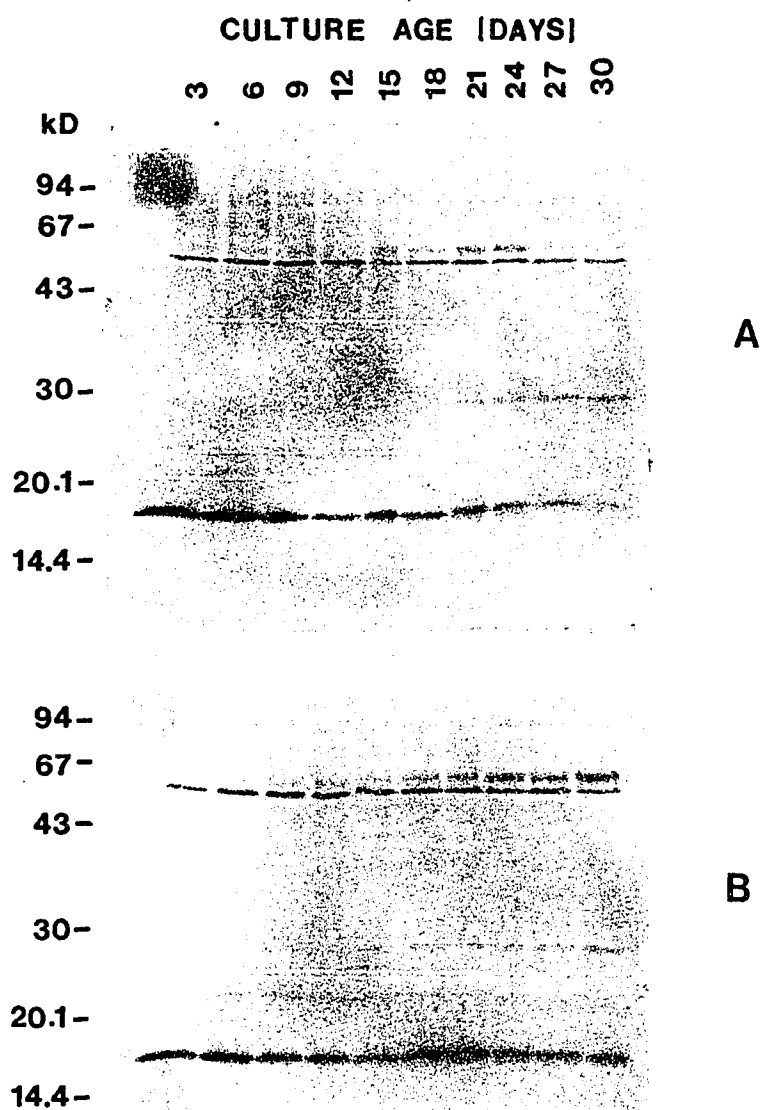 CULTURE AGE [DAYS]
3 6 9 12 15 18 21 24 27 30
kD
94-
67-
43-
A
30-
20.1-
14.4-
94-
67-
43-
B
30-
20.1-
14.4-